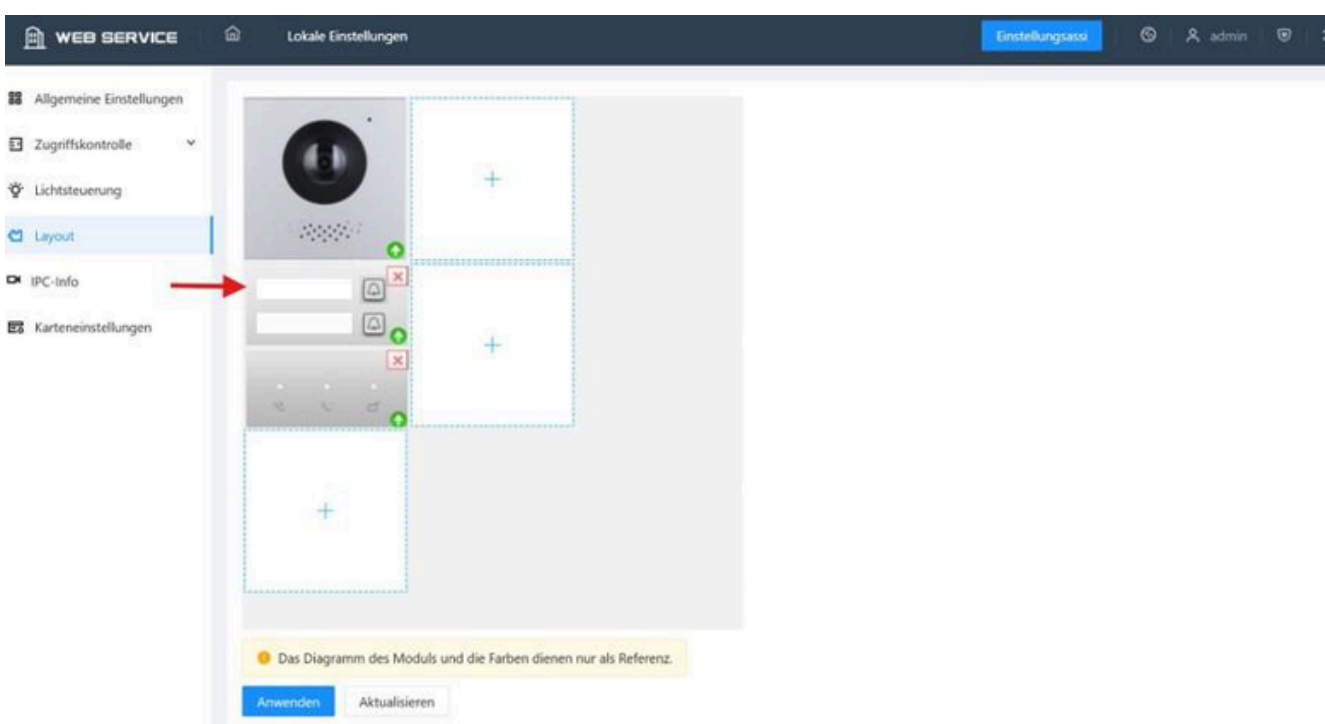 WEB SERVICE
Lokale Einstellungen
Einstellungsassi
admin
Allgemeine Einstellungen
Zugriffskontrolle
Lichtsteuerung
Layout
IPC-Info
Karteneinstellungen
Das Diagramm des Moduls und die Farben dienen nur als Referenz.
Anwenden
Aktualisieren